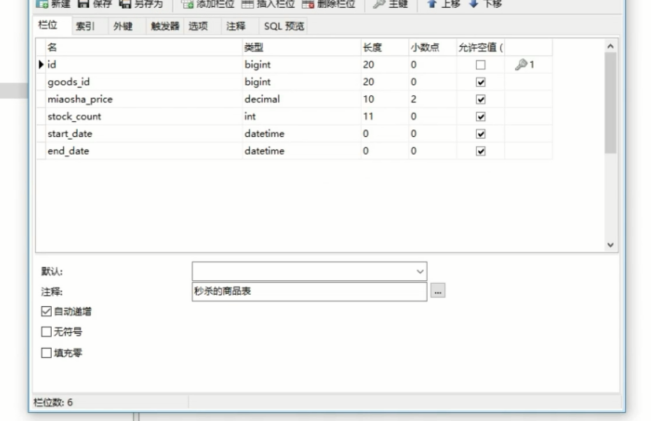 新建 保存 另存为 添加栏位 插入栏位 删除栏位 主键 上移 下移
栏位 索引 外键 触发器 选项 注释 SQL 预览
名 类型 长度 小数点 允许空值 (
id bigint 20 0 1
goods_id bigint 20 0
miaosha_price decimal 10 2
stock_count int 11 0
start_date datetime 0 0
end_date datetime 0 0
默认:
注释: 秒杀的商品表 ...
自动递增
无符号
填充零
栏位数: 6